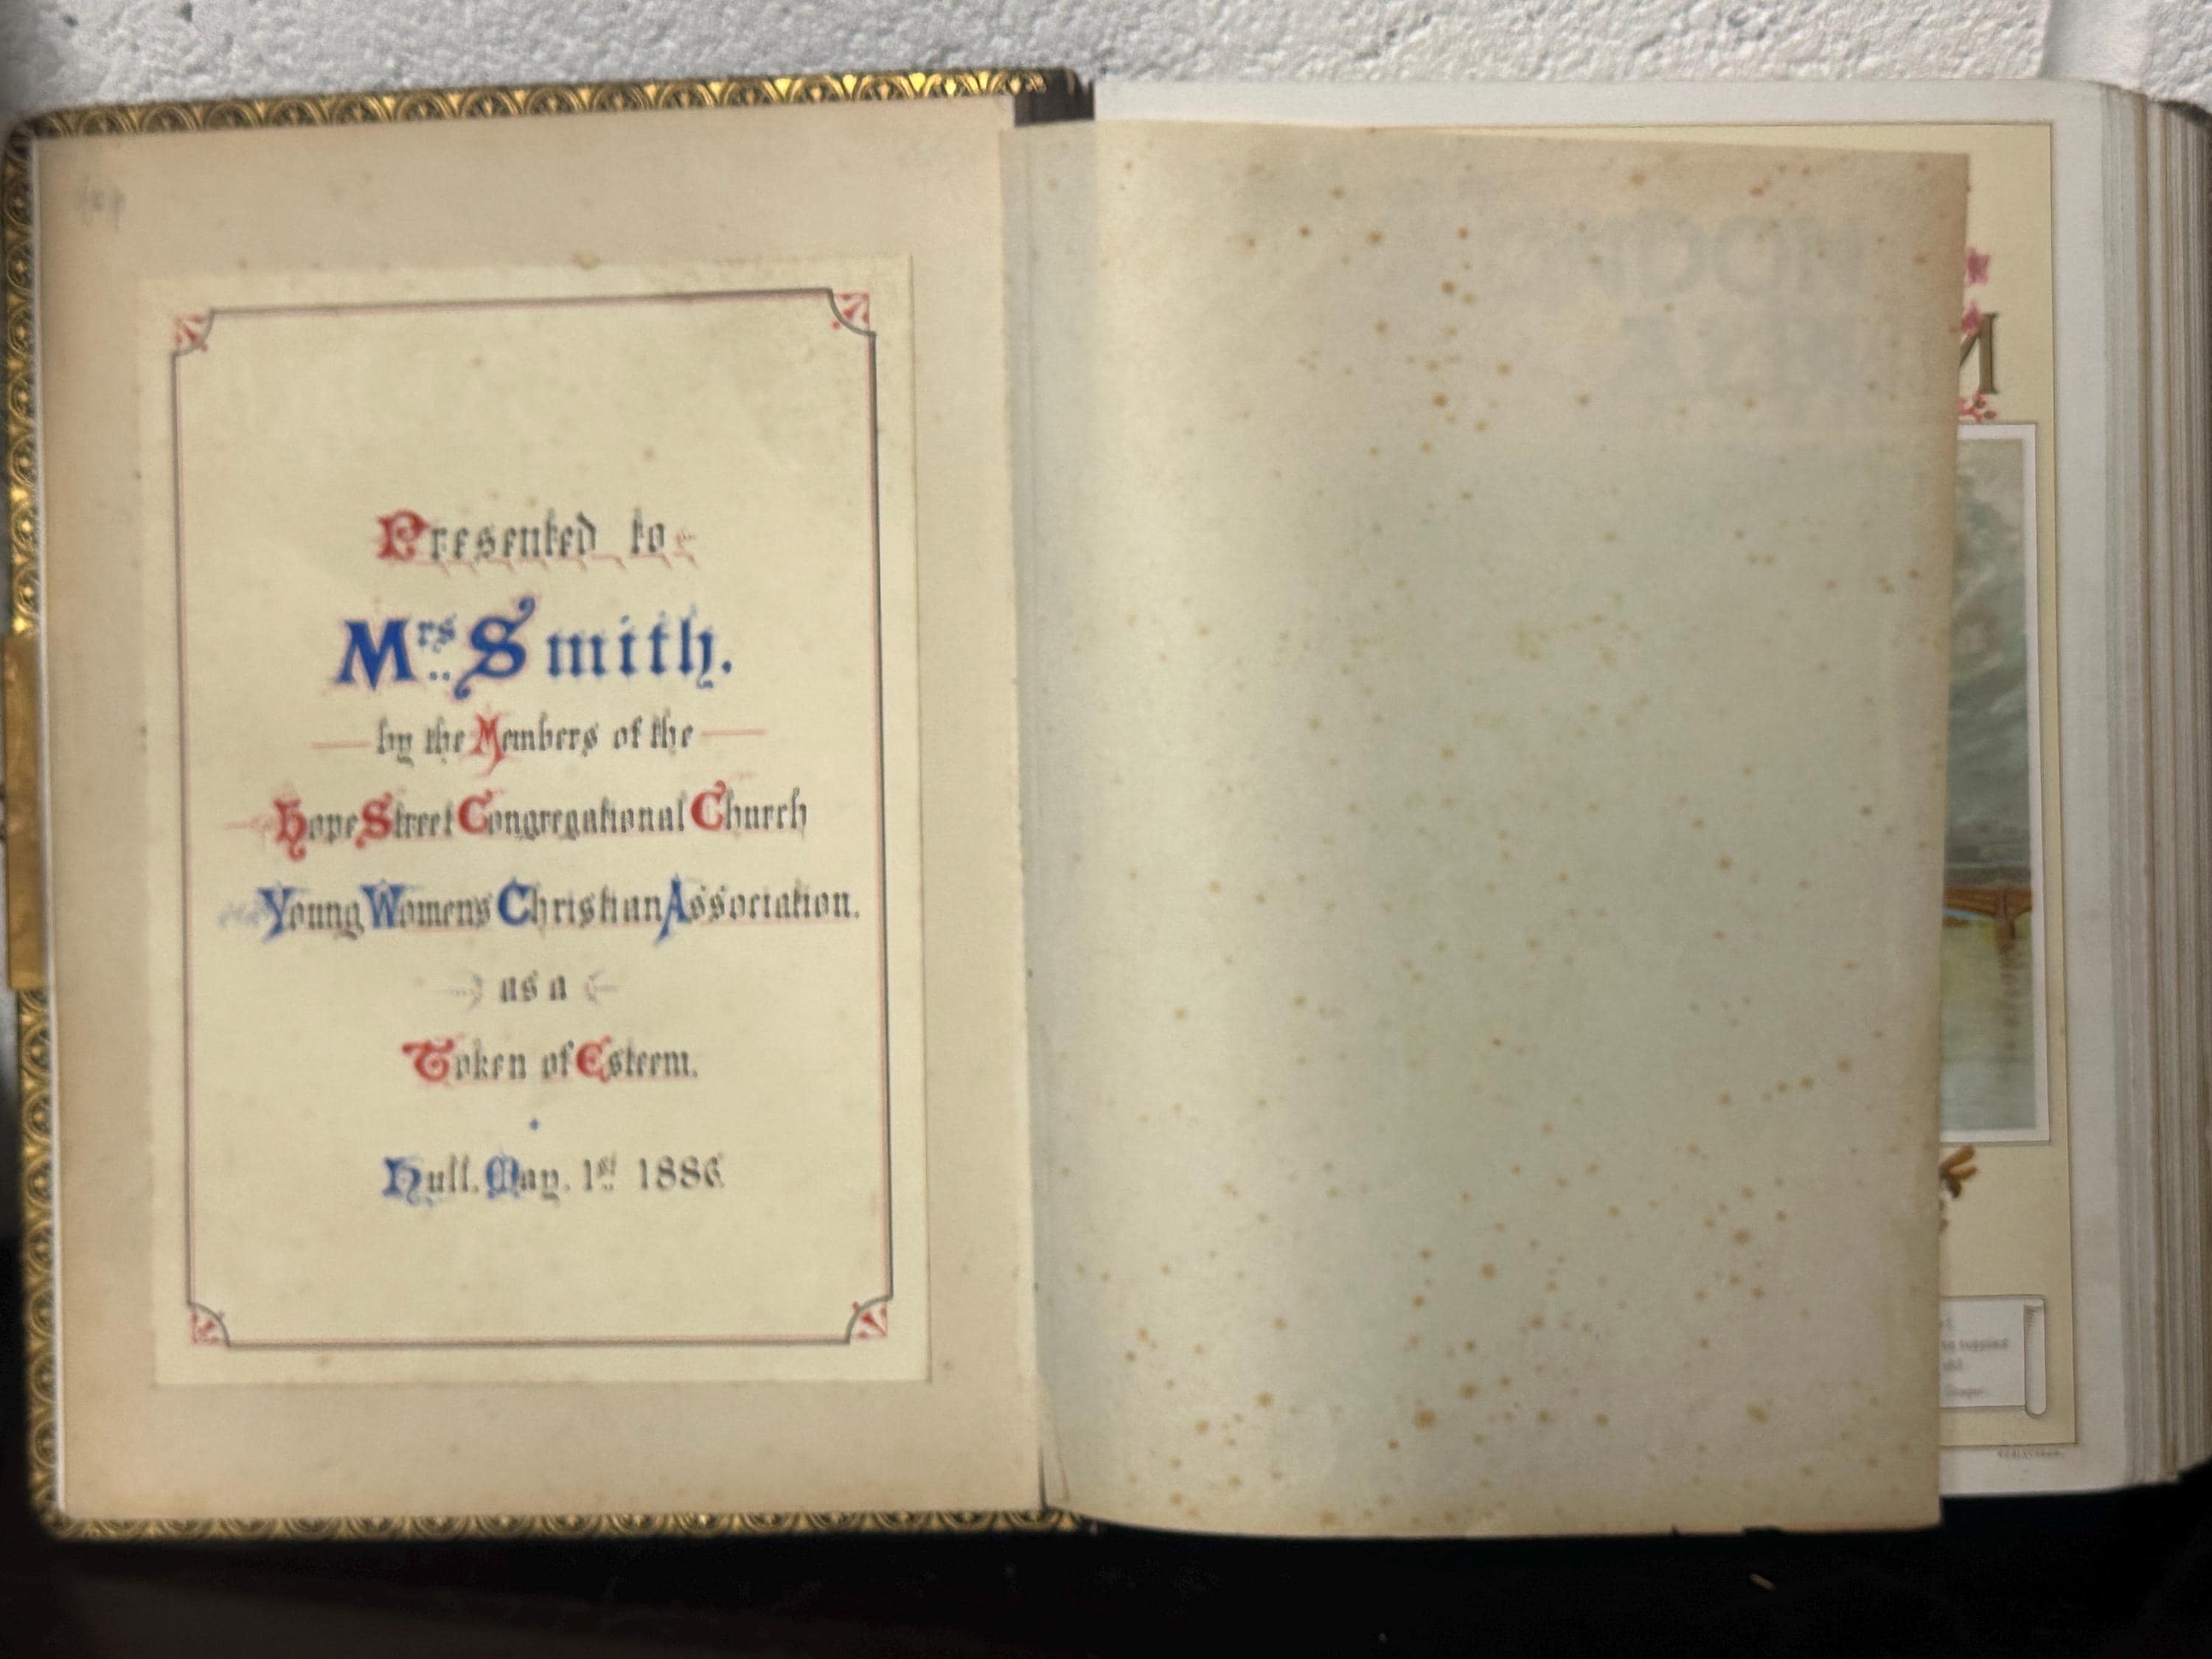 Presented to
Mrs. Smith.
by the Members of the
Hope Street Congregational Church
Young Women's Christian Association.
as a
Token of Esteem.
Hull. May. 1st 1886
N